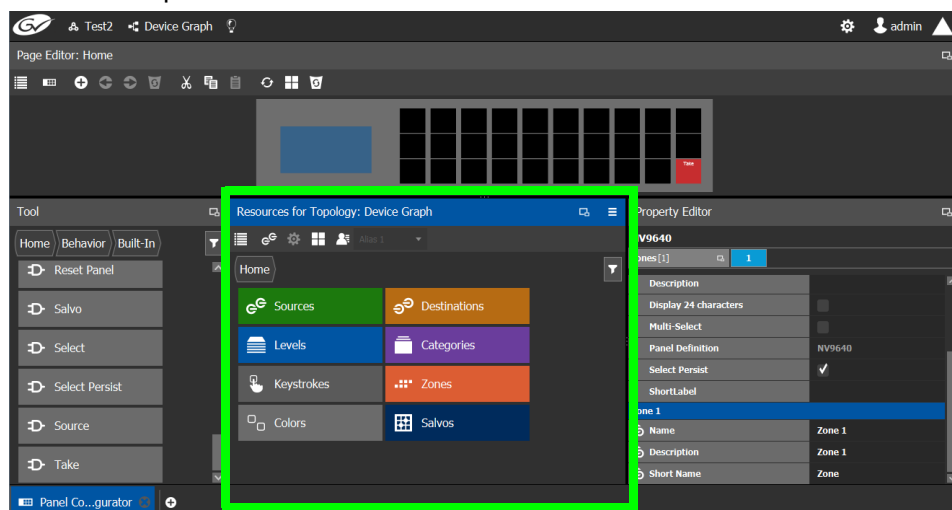 GV Test2 Device Graph admin
Page Editor: Home
Take
Tool
Home Behavior Built-In
Reset Panel
Salvo
Select
Select Persist
Source
Take
Resources for Topology: Device Graph
Alias 1
Home
Sources Destinations
Levels Categories
Keystrokes Zones
Colors Salvos
Property Editor
NV9640
ones[1] 1
Description
Display 24 characters
Multi-Select
Panel Definition NV9640
Select Persist
ShortLabel
one 1
Name Zone 1
Description Zone 1
Short Name Zone
Panel Co...gurator